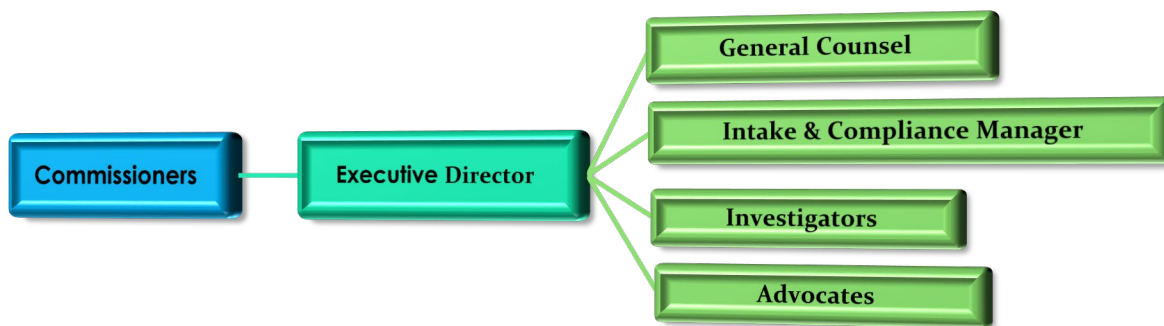 Commissioners
Executive Director
General Counsel
Intake & Compliance Manager
Investigators
Advocates